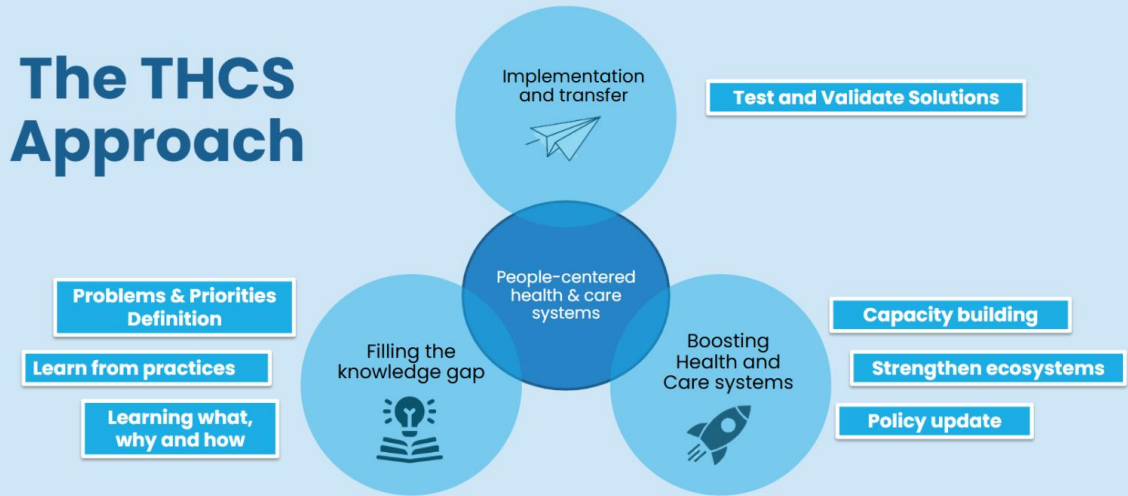 The THCS
Approach
Implementation
and transfer
Test and Validate Solutions
People-centered
health & care
systems
Problems & Priorities
Definition
Learn from practices
Learning what,
why and how
Filling the
knowledge gap
Boosting
Health and
Care systems
Capacity building
Strengthen ecosystems
Policy update